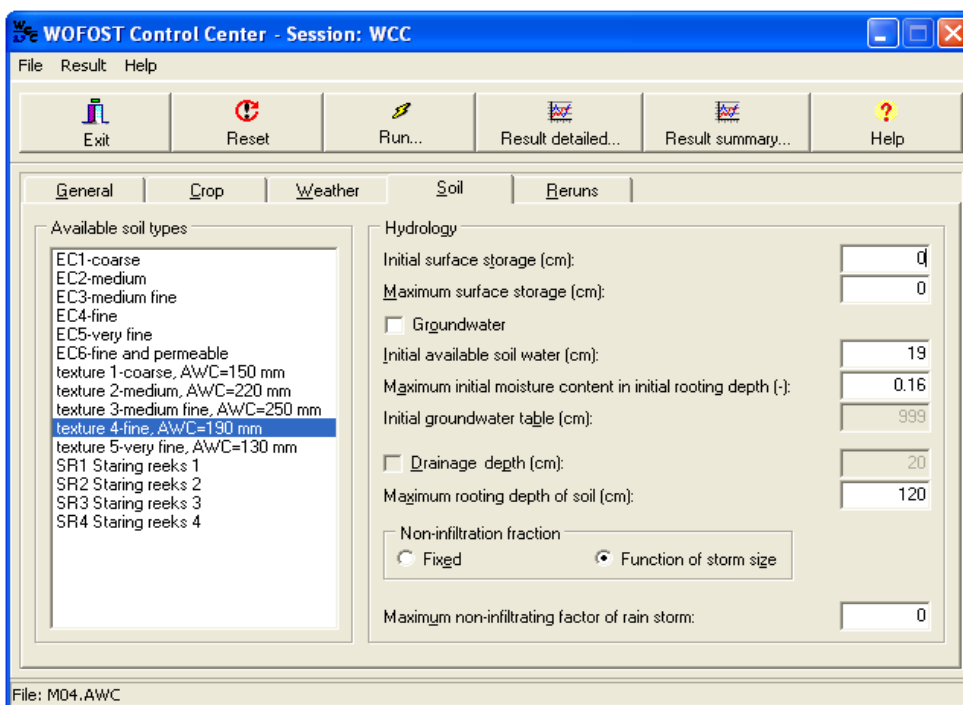 WOFOST Control Center - Session: WCC
File Result Help
Exit Reset Run... Result detailed... Result summary... Help
General Crop Weather Soil Reruns
Available soil types
EC1-coarse
EC2-medium
EC3-medium fine
EC4-fine
EC5-very fine
EC6-fine and permeable
texture 1-coarse, AWC=150 mm
texture 2-medium, AWC=220 mm
texture 3-medium fine, AWC=250 mm
texture 4-fine, AWC=190 mm
texture 5-very fine, AWC=130 mm
SR1 Staring reeks 1
SR2 Staring reeks 2
SR3 Staring reeks 3
SR4 Staring reeks 4
Hydrology
Initial surface storage (cm): 0
Maximum surface storage (cm): 0
Groundwater
Initial available soil water (cm): 19
Maximum initial moisture content in initial rooting depth (-): 0.16
Initial groundwater table (cm): 999
Drainage depth (cm): 20
Maximum rooting depth of soil (cm): 120
Non-infiltration fraction
Fixed Function of storm size
Maximum non-infiltrating factor of rain storm: 0
File: M04.AWC